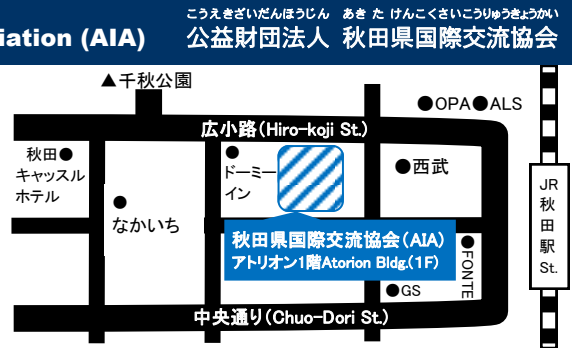 こうえきざいだんほうじん あきたけんこくさいこうりゅうきょうかい
iation (AIA) 公益財団法人 秋田県国際交流協会
▲千秋公園
●OPA●ALS
広小路(Hiro-koji St.)
秋田●
キャッスル
ホテル
●
ドーミー
イン
●西武
●
なかいち
JR
秋
田
駅
St.
秋田県国際交流協会(AIA)
アトリオン1階Atorion Bldg.(1F)
●FONTE
●GS
中央通り(Chuo-Dori St.)